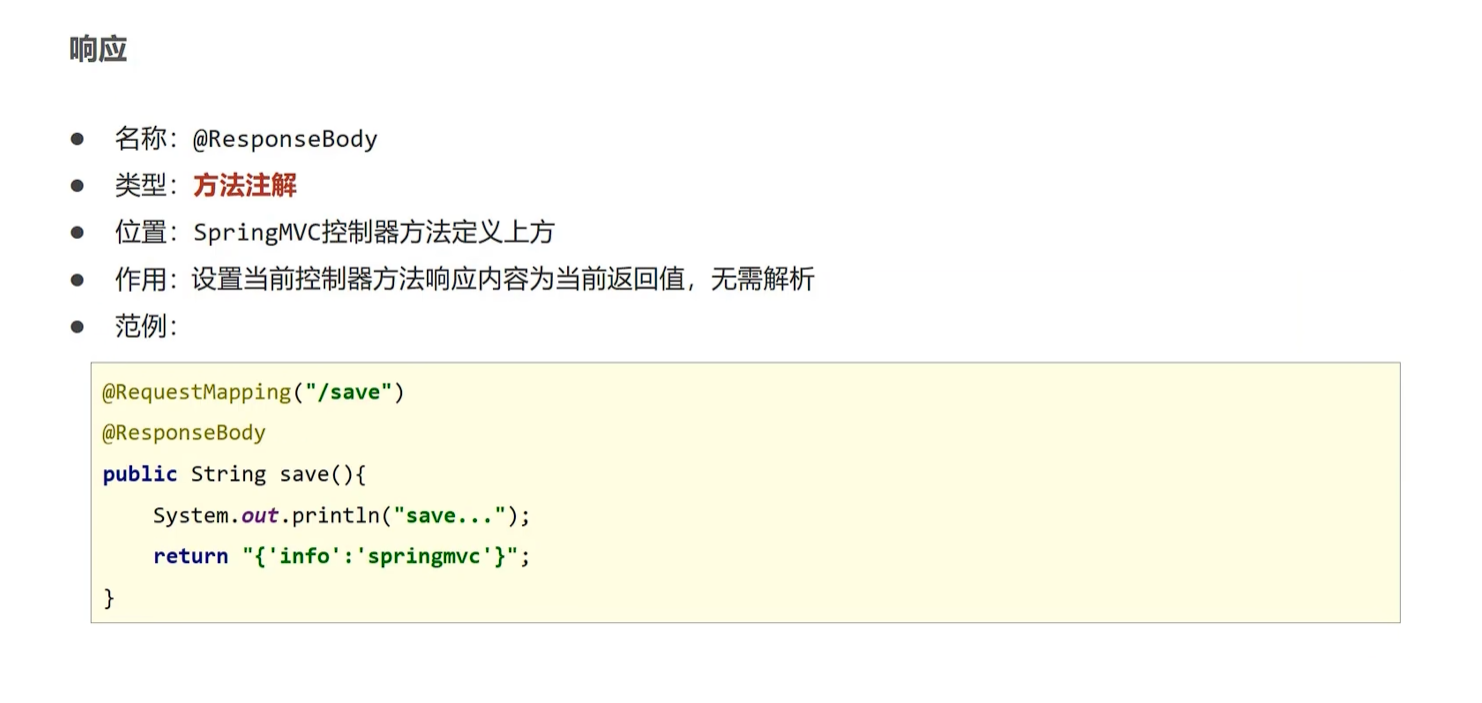 响应
● 名称：@ResponseBody
● 类型：方法注解
● 位置：SpringMVC控制器方法定义上方
● 作用：设置当前控制器方法响应内容为当前返回值，无需解析
● 范例：
@RequestMapping("/save")
@ResponseBody
public String save(){
    System.out.println("save...");
    return "{'info':'springmvc'}";
}